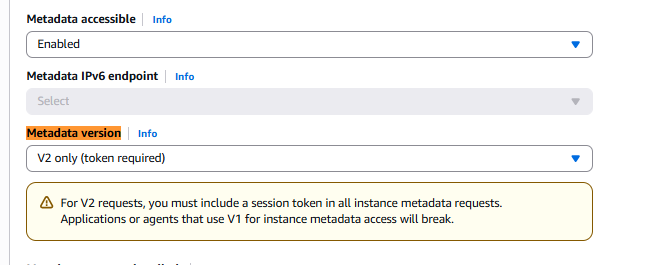 Metadata accessible Info
Enabled
Metadata IPv6 endpoint Info
Select
Metadata version Info
V2 only (token required)
For V2 requests, you must include a session token in all instance metadata requests.
Applications or agents that use V1 for instance metadata access will break.